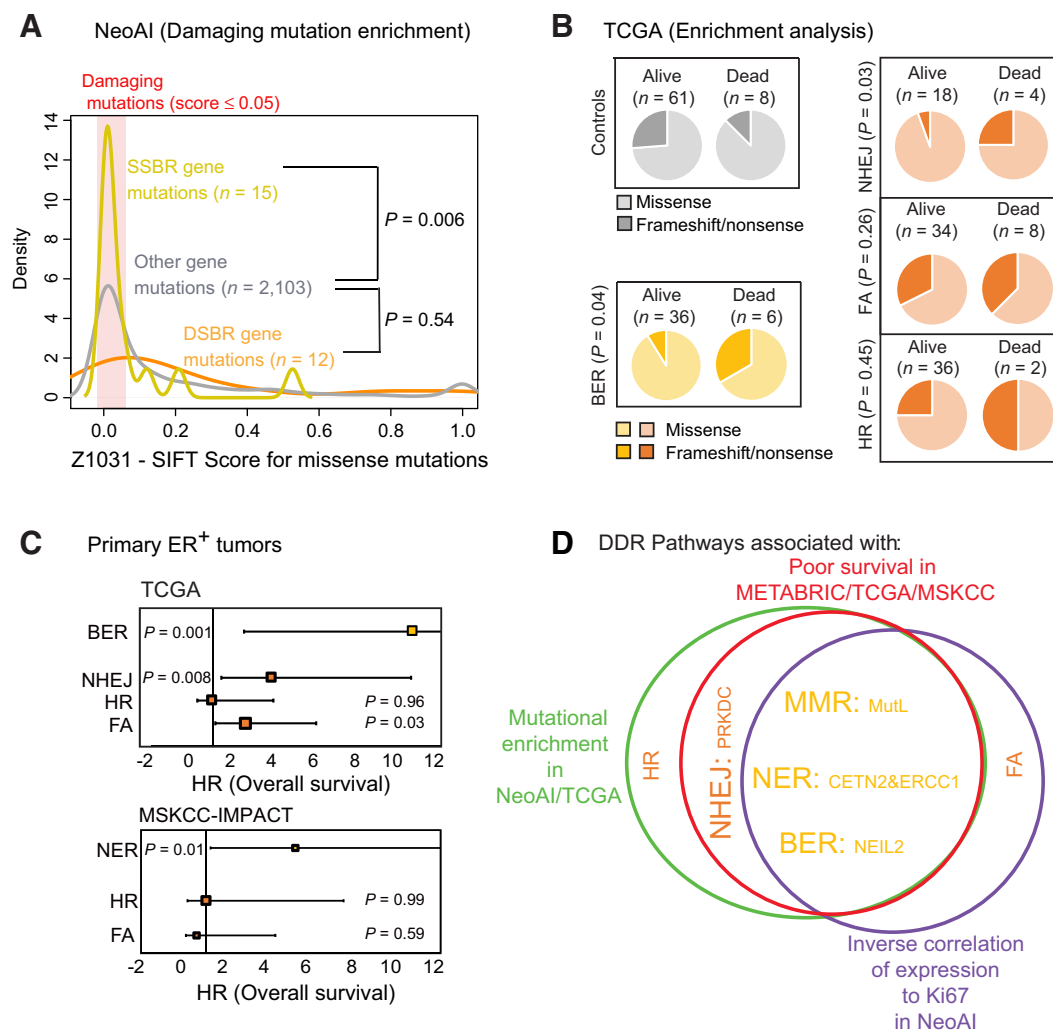 A NeoAI (Damaging mutation enrichment)
Damaging
mutations (score ≤ 0.05)
14
12
10
8
6
4
2
0
Density
SSBR gene
mutations (n = 15)
P = 0.006
Other gene
mutations (n = 2,103)
P = 0.54
DSBR gene
mutations (n = 12)
0.0 0.2 0.4 0.6 0.8 1.0
Z1031 - SIFT Score for missense mutations
B TCGA (Enrichment analysis)
Controls
Alive Dead
(n = 61) (n = 8)
Missense
Frameshift/nonsense
BER (P = 0.04)
Alive Dead
(n = 36) (n = 6)
Missense
Frameshift/nonsense
NHEJ (P = 0.03)
Alive Dead
(n = 18) (n = 4)
FA (P = 0.26)
Alive Dead
(n = 34) (n = 8)
HR (P = 0.45)
Alive Dead
(n = 36) (n = 2)
C Primary ER+ tumors
TCGA
BER P = 0.001
NHEJ P = 0.008
HR P = 0.96
FA P = 0.03
-2 0 2 4 6 8 10 12
HR (Overall survival)
MSKCC-IMPACT
NER P = 0.01
HR P = 0.99
FA P = 0.59
-2 0 2 4 6 8 10 12
HR (Overall survival)
D DDR Pathways associated with:
Poor survival in
METABRIC/TCGA/MSKCC
Mutational
enrichment
in
NeoAI/TCGA
HR
NHEJ: PRKDC
MMR: MutL
NER: CETN2&ERCC1
BER: NEIL2
FA
Inverse correlation
of expression
to Ki67
in NeoAI